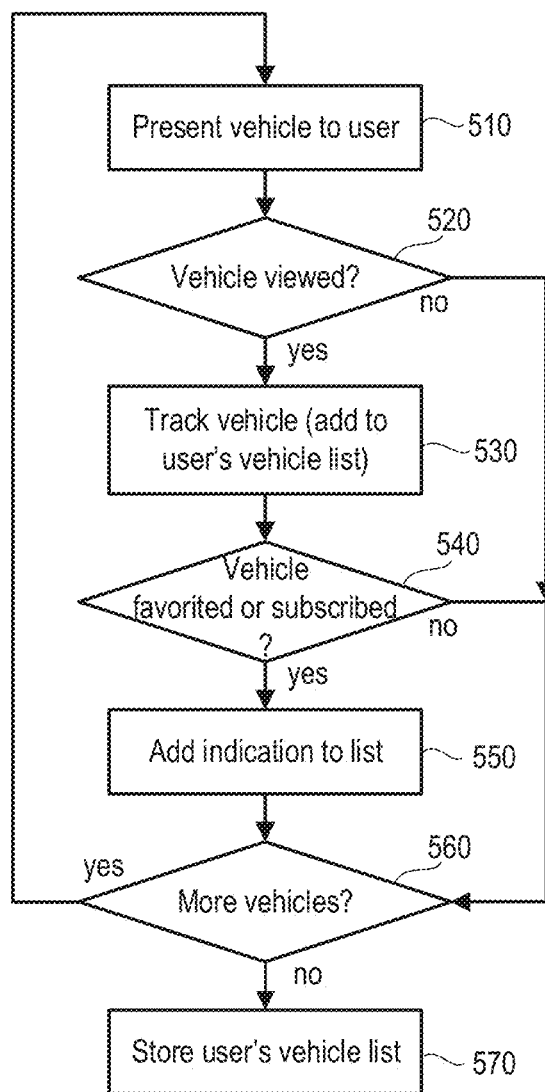 Present vehicle to user
510
520
Vehicle viewed?
no
yes
Track vehicle (add to
user's vehicle list)
530
540
Vehicle
favorited or subscribed
?
no
yes
Add indication to list
550
yes
560
More vehicles?
no
Store user's vehicle list
570